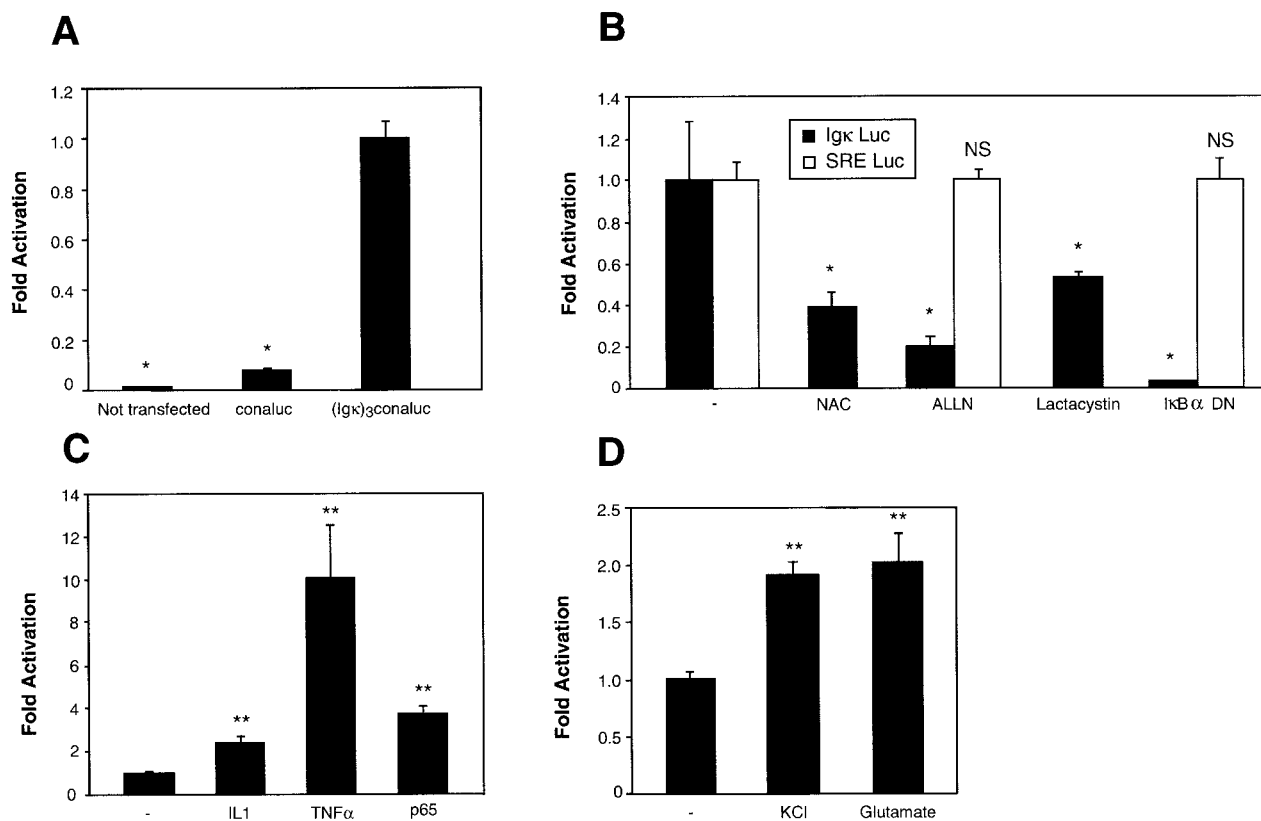 A
Fold Activation
1.2
1.0
0.8
0.6
0.4
0.2
0
*
*
Not transfected
conaluc
(Igκ)₃conaluc
B
Fold Activation
1.4
1.2
1.0
0.8
0.6
0.4
0.2
0
Igκ Luc
SRE Luc
*
*
NS
*
*
NS
-
NAC
ALLN
Lactacystin
IκBα DN
C
Fold Activation
14
12
10
8
6
4
2
0
**
**
**
-
IL1
TNFα
p65
D
Fold Activation
2.5
2.0
1.5
1.0
0.5
0
**
**
-
KCl
Glutamate